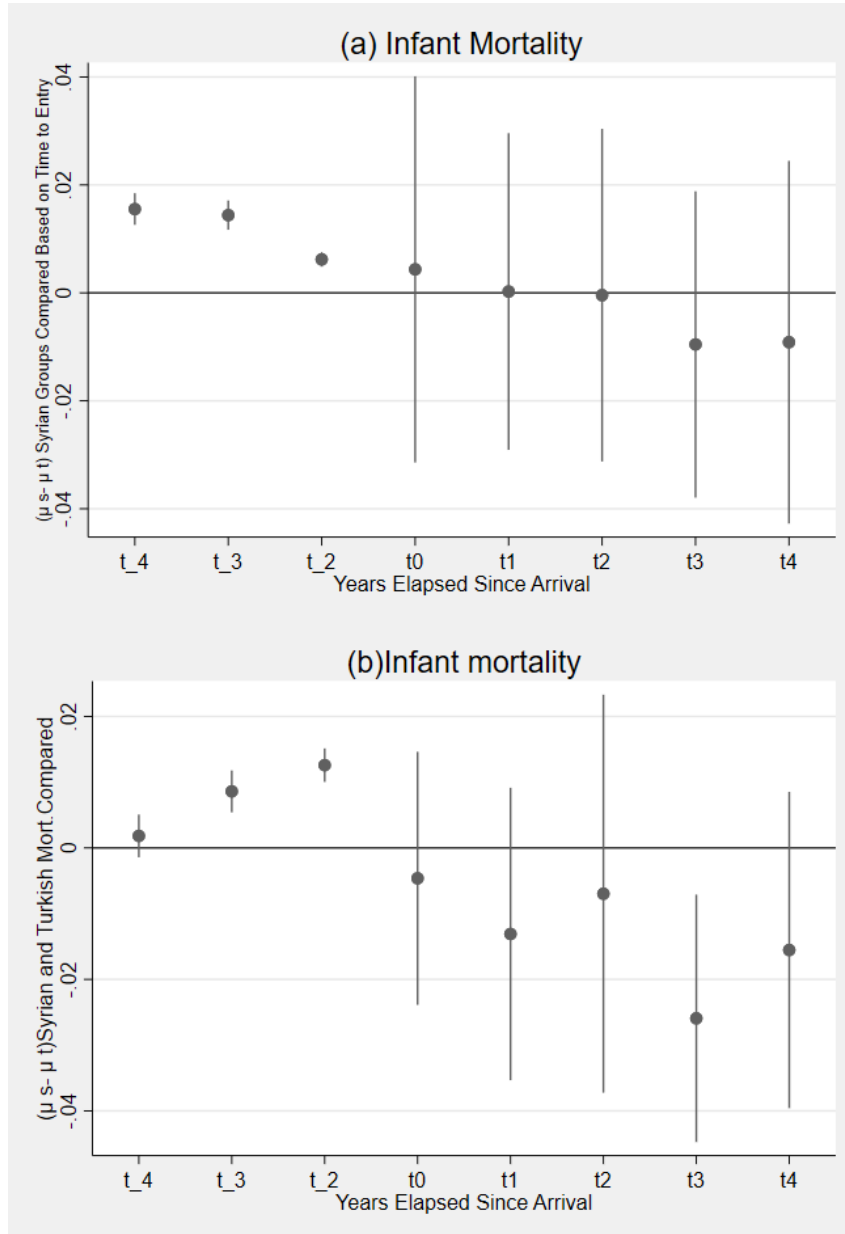 (a) Infant Mortality
(μ s- μ t) Syrian Groups Compared Based on Time to Entry
.04
.02
0
-.02
-.04
t_4 t_3 t_2 t0 t1 t2 t3 t4
Years Elapsed Since Arrival
(b)Infant mortality
(μ s- μ t)Syrian and Turkish Mort.Compared
.02
0
-.02
-.04
t_4 t_3 t_2 t0 t1 t2 t3 t4
Years Elapsed Since Arrival